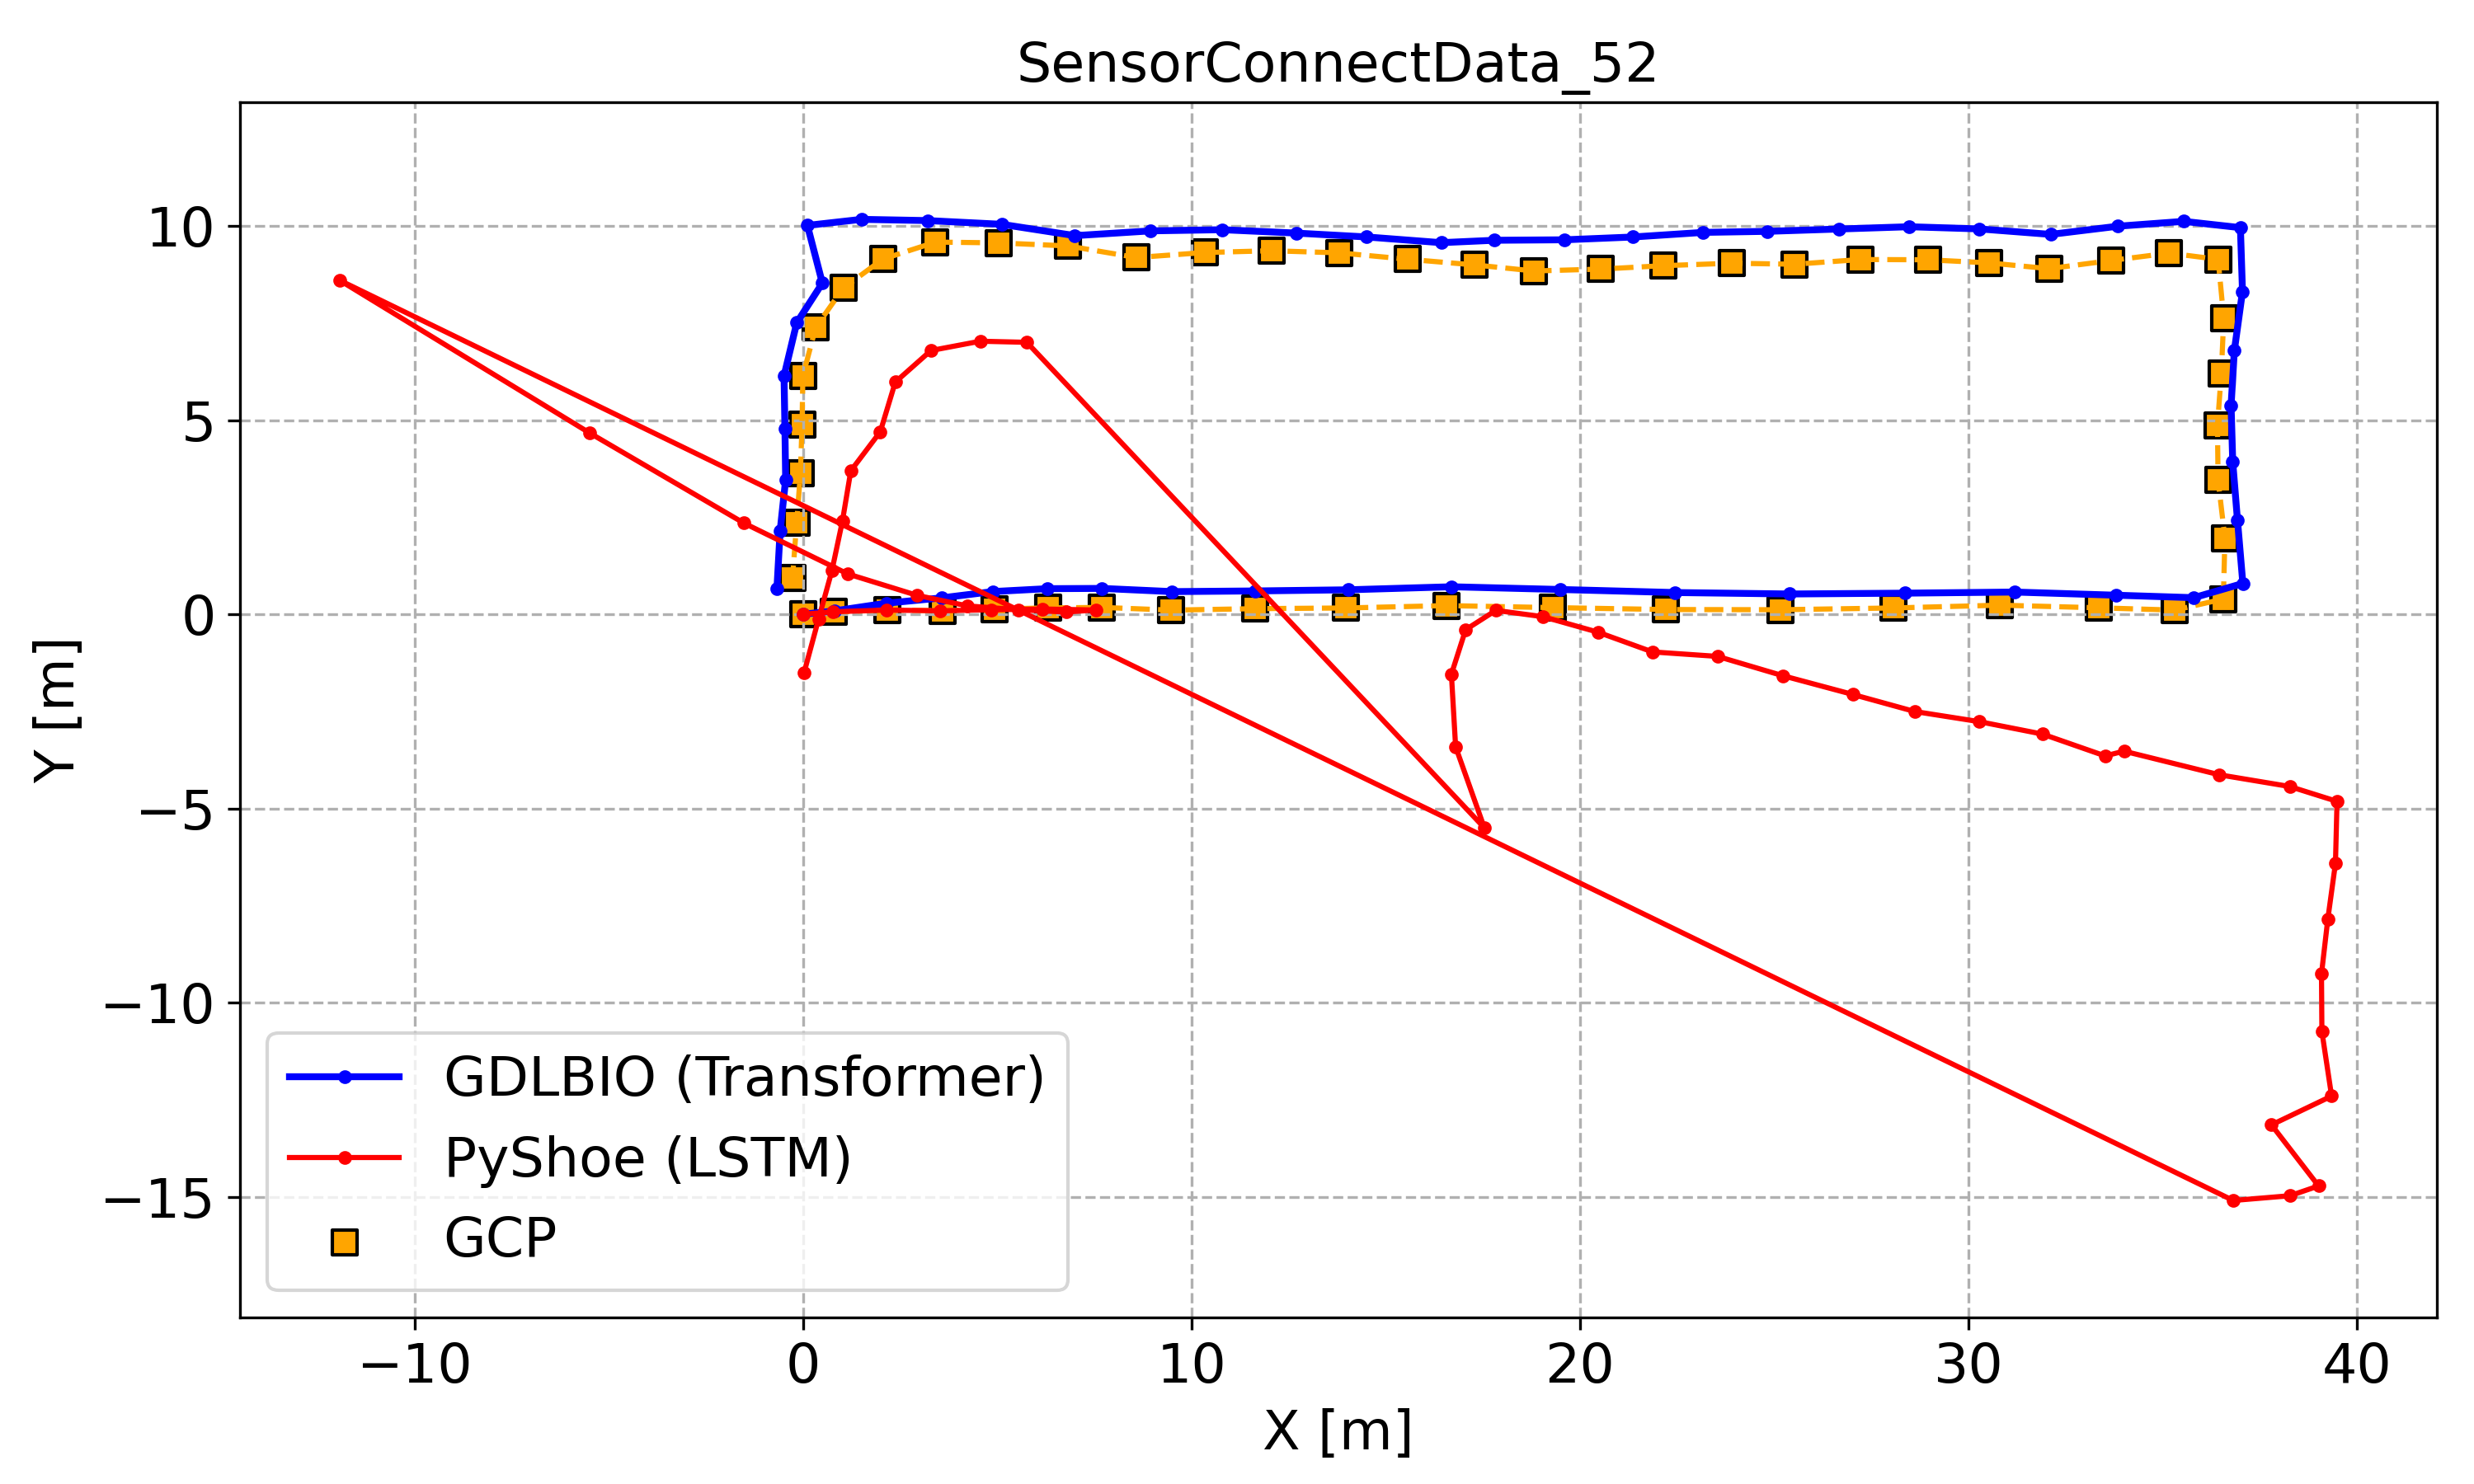 SensorConnectData_52
10
5
0
−5
−10
−15
Y [m]
GDLBIO (Transformer)
PyShoe (LSTM)
GCP
−10
0
10
20
30
40
X [m]